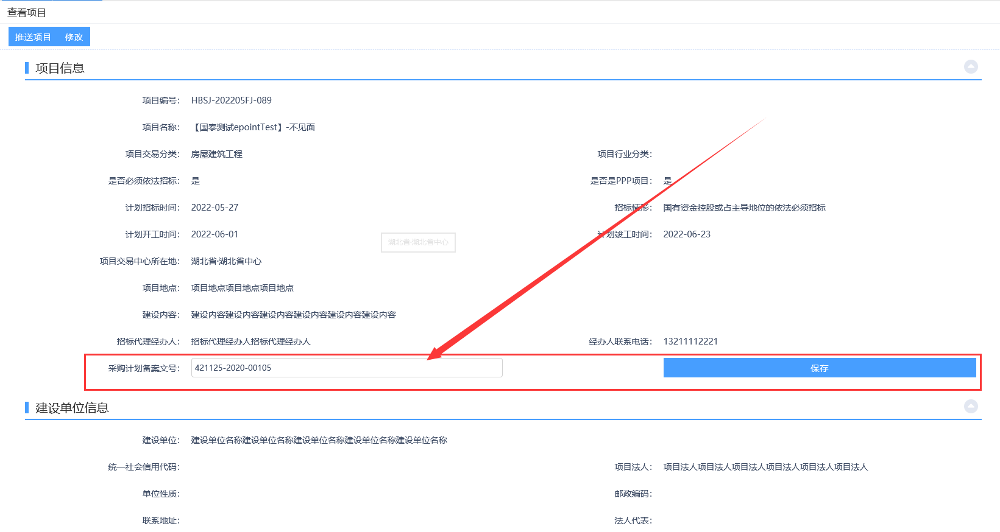 查看项目
推送项目 修改
项目信息
项目编号： HBSJ-202205FJ-089
项目名称： 【国泰测试epointTest】-不见面
项目交易分类： 房屋建筑工程 项目行业分类：
是否必须依法招标： 是 是否是PPP项目： 是
计划招标时间： 2022-05-27 招标情形： 国有资金控股或占主导地位的依法必须招标
计划开工时间： 2022-06-01 计划竣工时间： 2022-06-23
湖北省·湖北省中心
项目交易中心所在地： 湖北省·湖北省中心
项目地点： 项目地点项目地点项目地点
建设内容： 建设内容建设内容建设内容建设内容建设内容建设内容
招标代理经办人： 招标代理经办人招标代理经办人 经办人联系电话： 13211112221
采购计划备案文号： 421125-2020-00105 保存
建设单位信息
建设单位： 建设单位名称建设单位名称建设单位名称建设单位名称建设单位名称
统一社会信用代码： 项目法人： 项目法人项目法人项目法人项目法人项目法人项目法人
单位性质： 邮政编码：
联系地址： 法人代表：